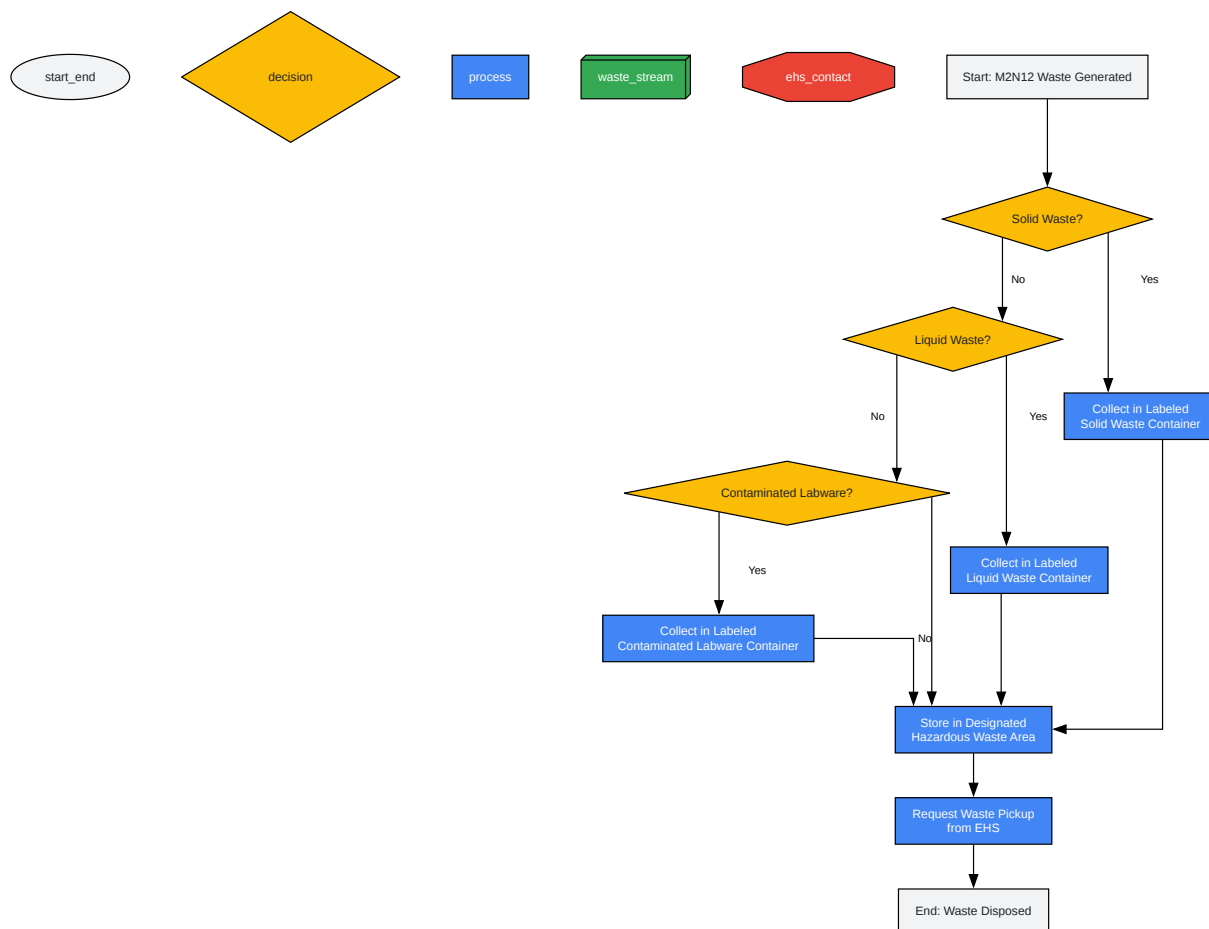 start_end
decision
process
waste_stream
ehs_contact
Start: M2N12 Waste Generated
Solid Waste?
No
Yes
Liquid Waste?
Collect in Labeled
Solid Waste Container
No
Yes
Contaminated Labware?
Collect in Labeled
Liquid Waste Container
Yes
Collect in Labeled
Contaminated Labware Container
No
Store in Designated
Hazardous Waste Area
Request Waste Pickup
from EHS
End: Waste Disposed